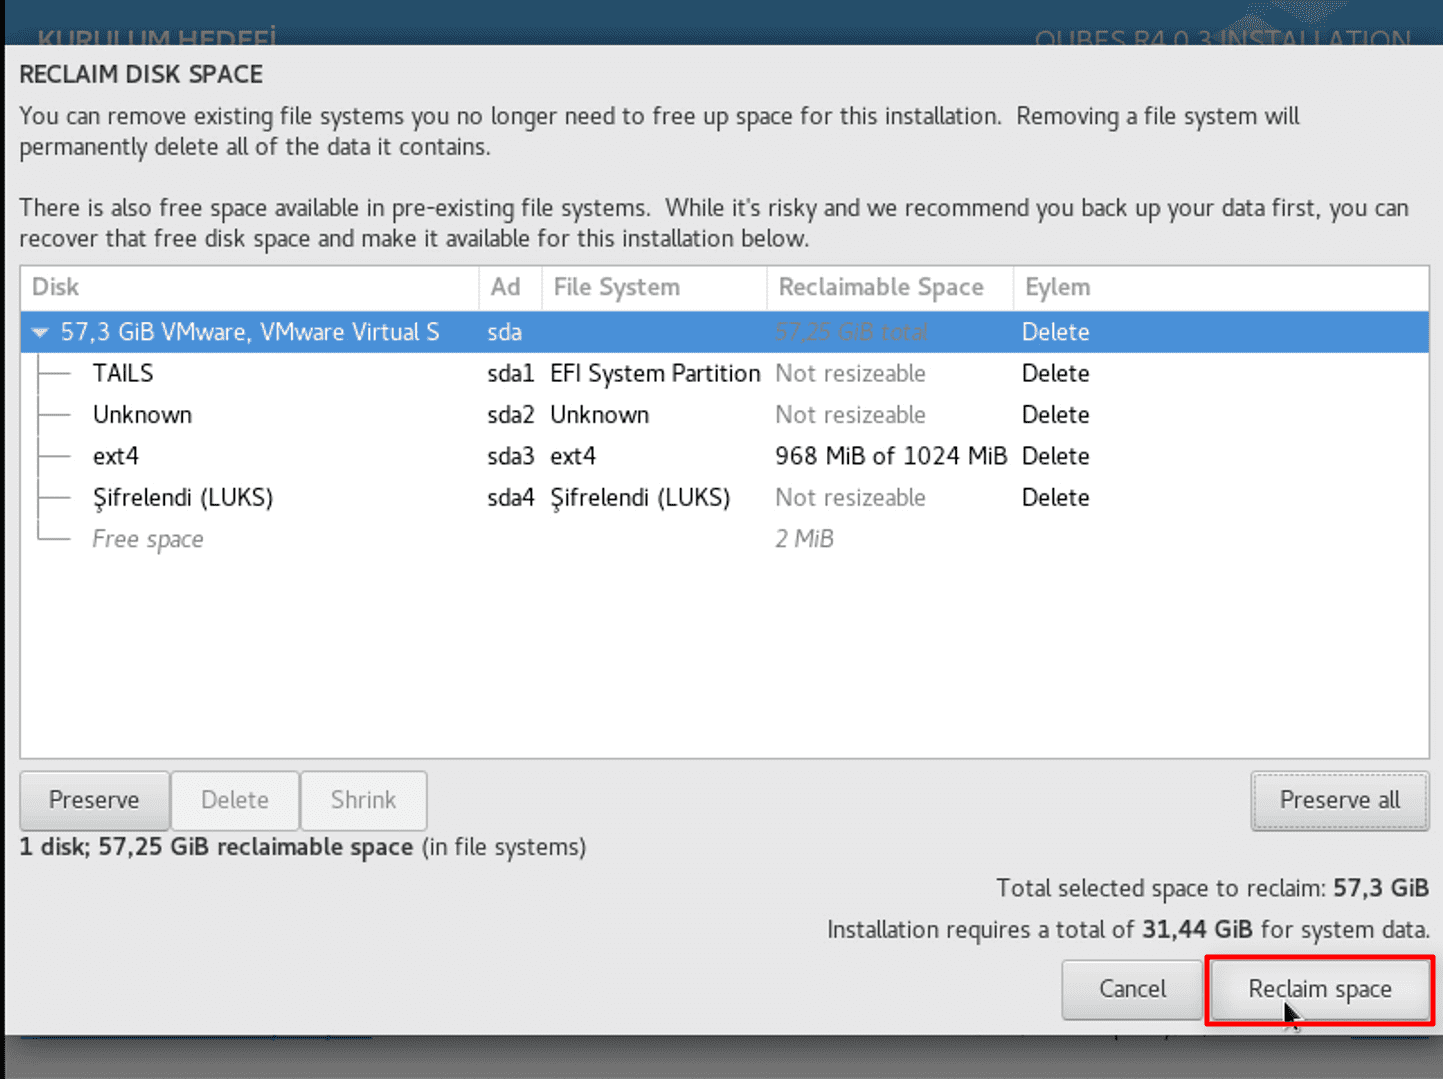 KURULUM HEDEFİ
QUBES R4.0.3 INSTALLATION
RECLAIM DISK SPACE
You can remove existing file systems you no longer need to free up space for this installation. Removing a file system will
permanently delete all of the data it contains.
There is also free space available in pre-existing file systems. While it's risky and we recommend you back up your data first, you can
recover that free disk space and make it available for this installation below.
Disk Ad File System Reclaimable Space Eylem
57,3 GiB VMware, VMware Virtual S sda 57,25 GiB total Delete
TAILS sda1 EFI System Partition Not resizeable Delete
Unknown sda2 Unknown Not resizeable Delete
ext4 sda3 ext4 968 MiB of 1024 MiB Delete
Şifrelendi (LUKS) sda4 Şifrelendi (LUKS) Not resizeable Delete
Free space 2 MiB
Preserve Delete Shrink Preserve all
1 disk; 57,25 GiB reclaimable space (in file systems)
Total selected space to reclaim: 57,3 GiB
Installation requires a total of 31,44 GiB for system data.
Cancel Reclaim space